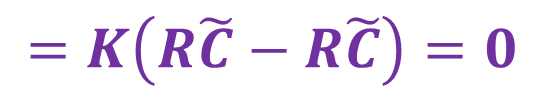 = K(RC̃ − RC̃) = 0